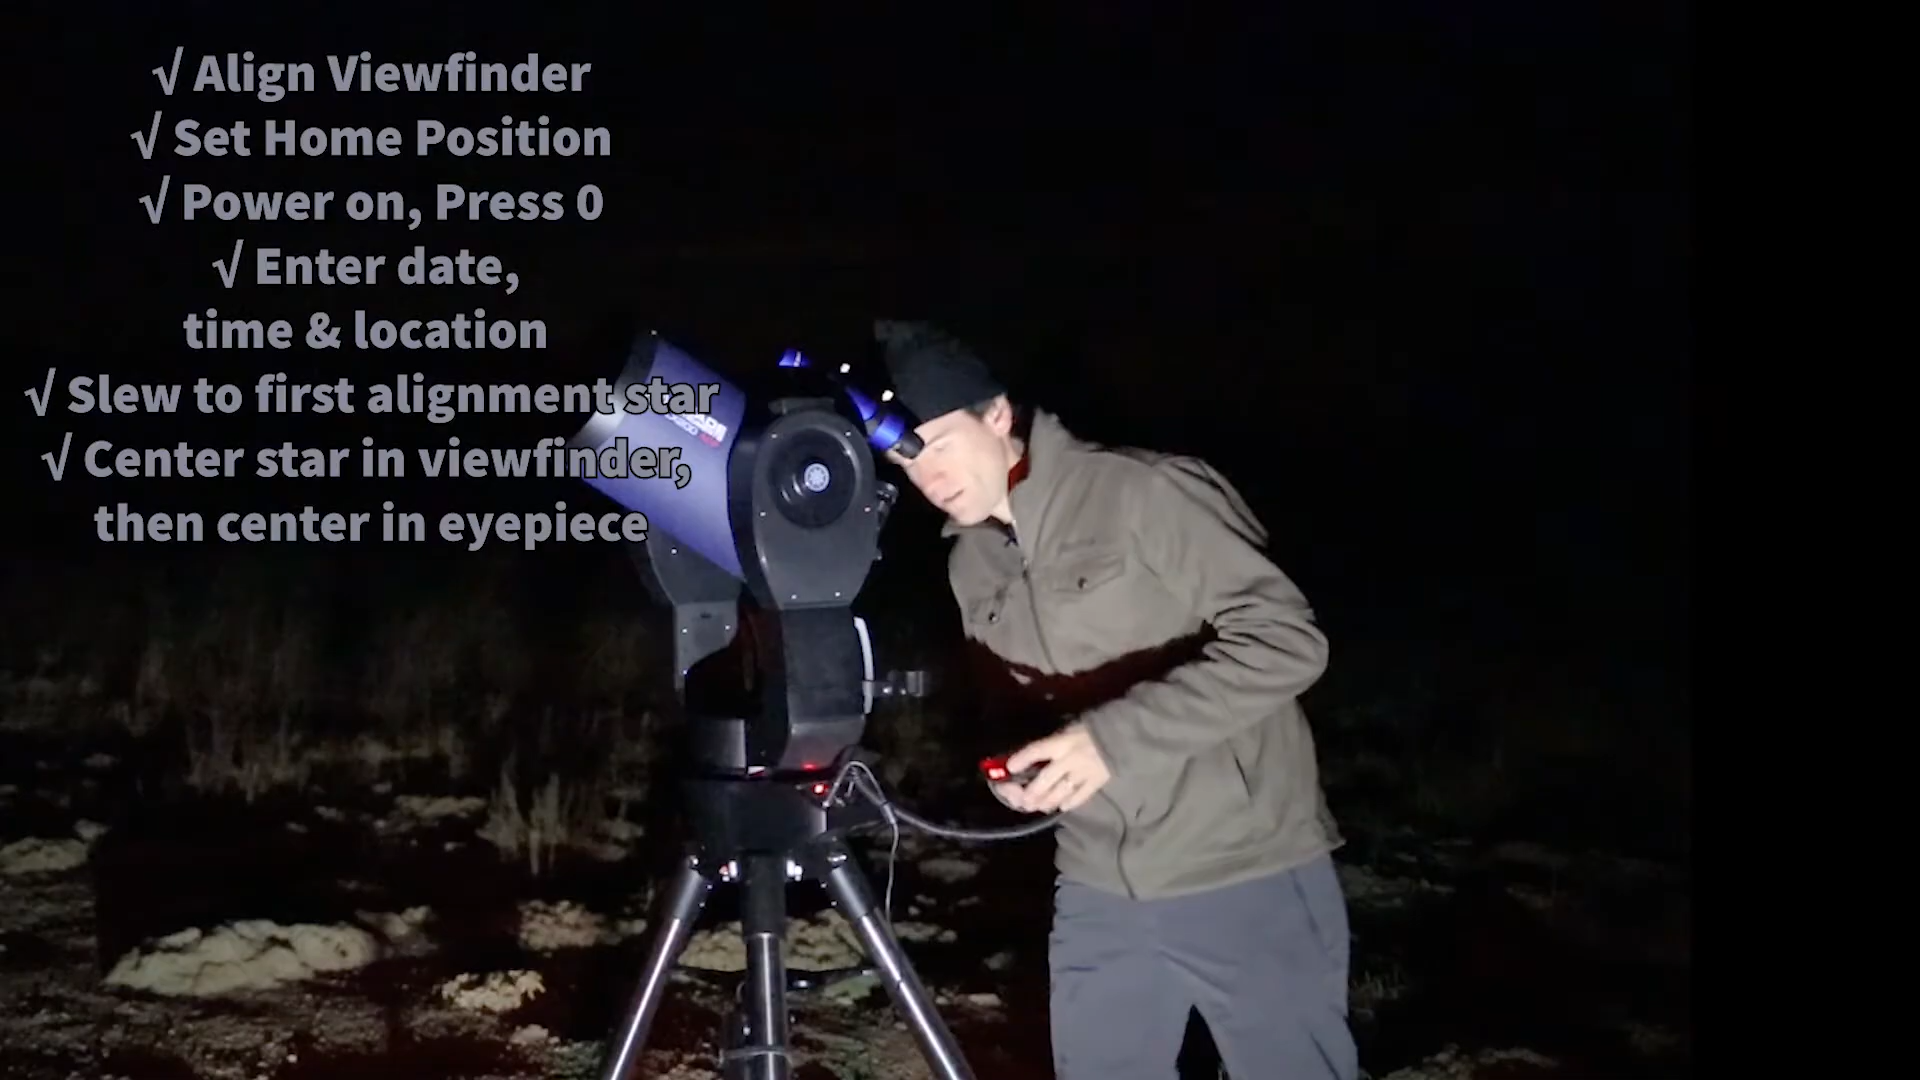 √ Align Viewfinder
√ Set Home Position
√ Power on, Press 0
√ Enter date,
time & location
√ Slew to first alignment star
√ Center star in viewfinder,
then center in eyepiece